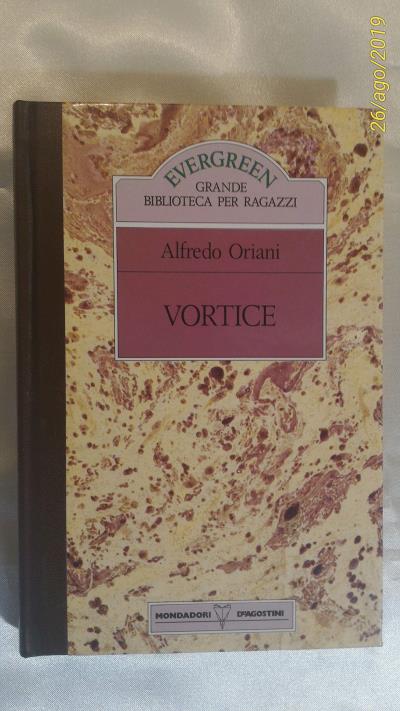 26/ago/2019
EVERGREEN
GRANDE
BIBLIOTECA PER RAGAZZI
Alfredo Oriani
VORTICE
MONDADORI DEAGOSTINI